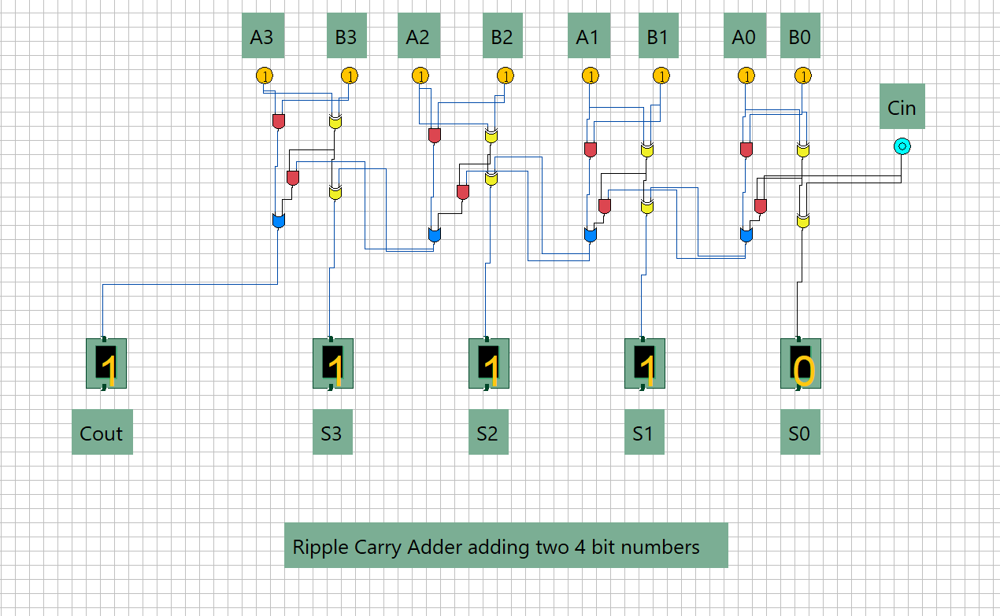 A3 B3 A2 B2 A1 B1 A0 B0
1 1 1 1 1 1 1 1
Cin
0
1 1 1 1 0
Cout S3 S2 S1 S0
Ripple Carry Adder adding two 4 bit numbers